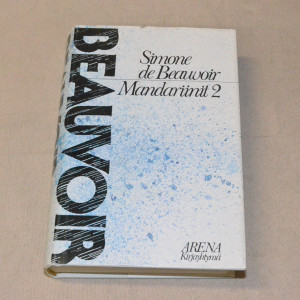 BEAUVOIR
Simone
de Beauvoir
Mandariinit 2
ARENA
Kirjayhtymä